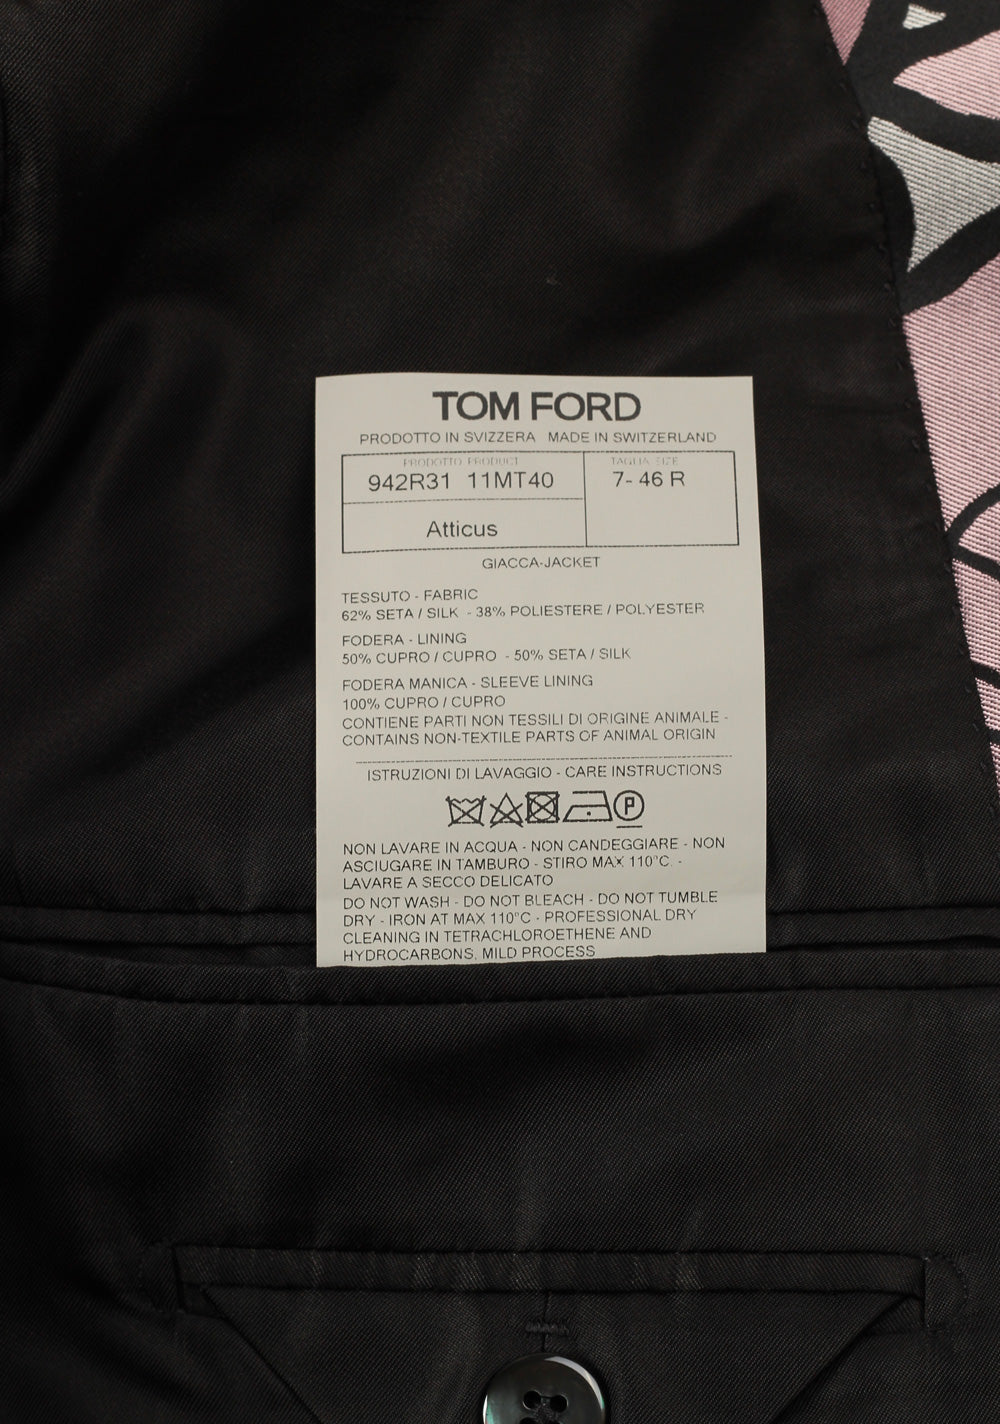 TOM FORD
PRODOTTO IN SVIZZERA MADE IN SWITZERLAND
PRODOTTO PRODUCT TAGLIA SIZE
942R31 11MT40 7- 46 R
Atticus
GIACCA-JACKET
TESSUTO - FABRIC
62% SETA / SILK - 38% POLIESTERE / POLYESTER
FODERA - LINING
50% CUPRO / CUPRO - 50% SETA / SILK
FODERA MANICA - SLEEVE LINING
100% CUPRO / CUPRO
CONTIENE PARTI NON TESSILI DI ORIGINE ANIMALE -
CONTAINS NON-TEXTILE PARTS OF ANIMAL ORIGIN
ISTRUZIONI DI LAVAGGIO - CARE INSTRUCTIONS
P
NON LAVARE IN ACQUA - NON CANDEGGIARE - NON
ASCIUGARE IN TAMBURO - STIRO MAX 110°C. -
LAVARE A SECCO DELICATO
DO NOT WASH - DO NOT BLEACH - DO NOT TUMBLE
DRY - IRON AT MAX 110°C - PROFESSIONAL DRY
CLEANING IN TETRACHLOROETHENE AND
HYDROCARBONS, MILD PROCESS